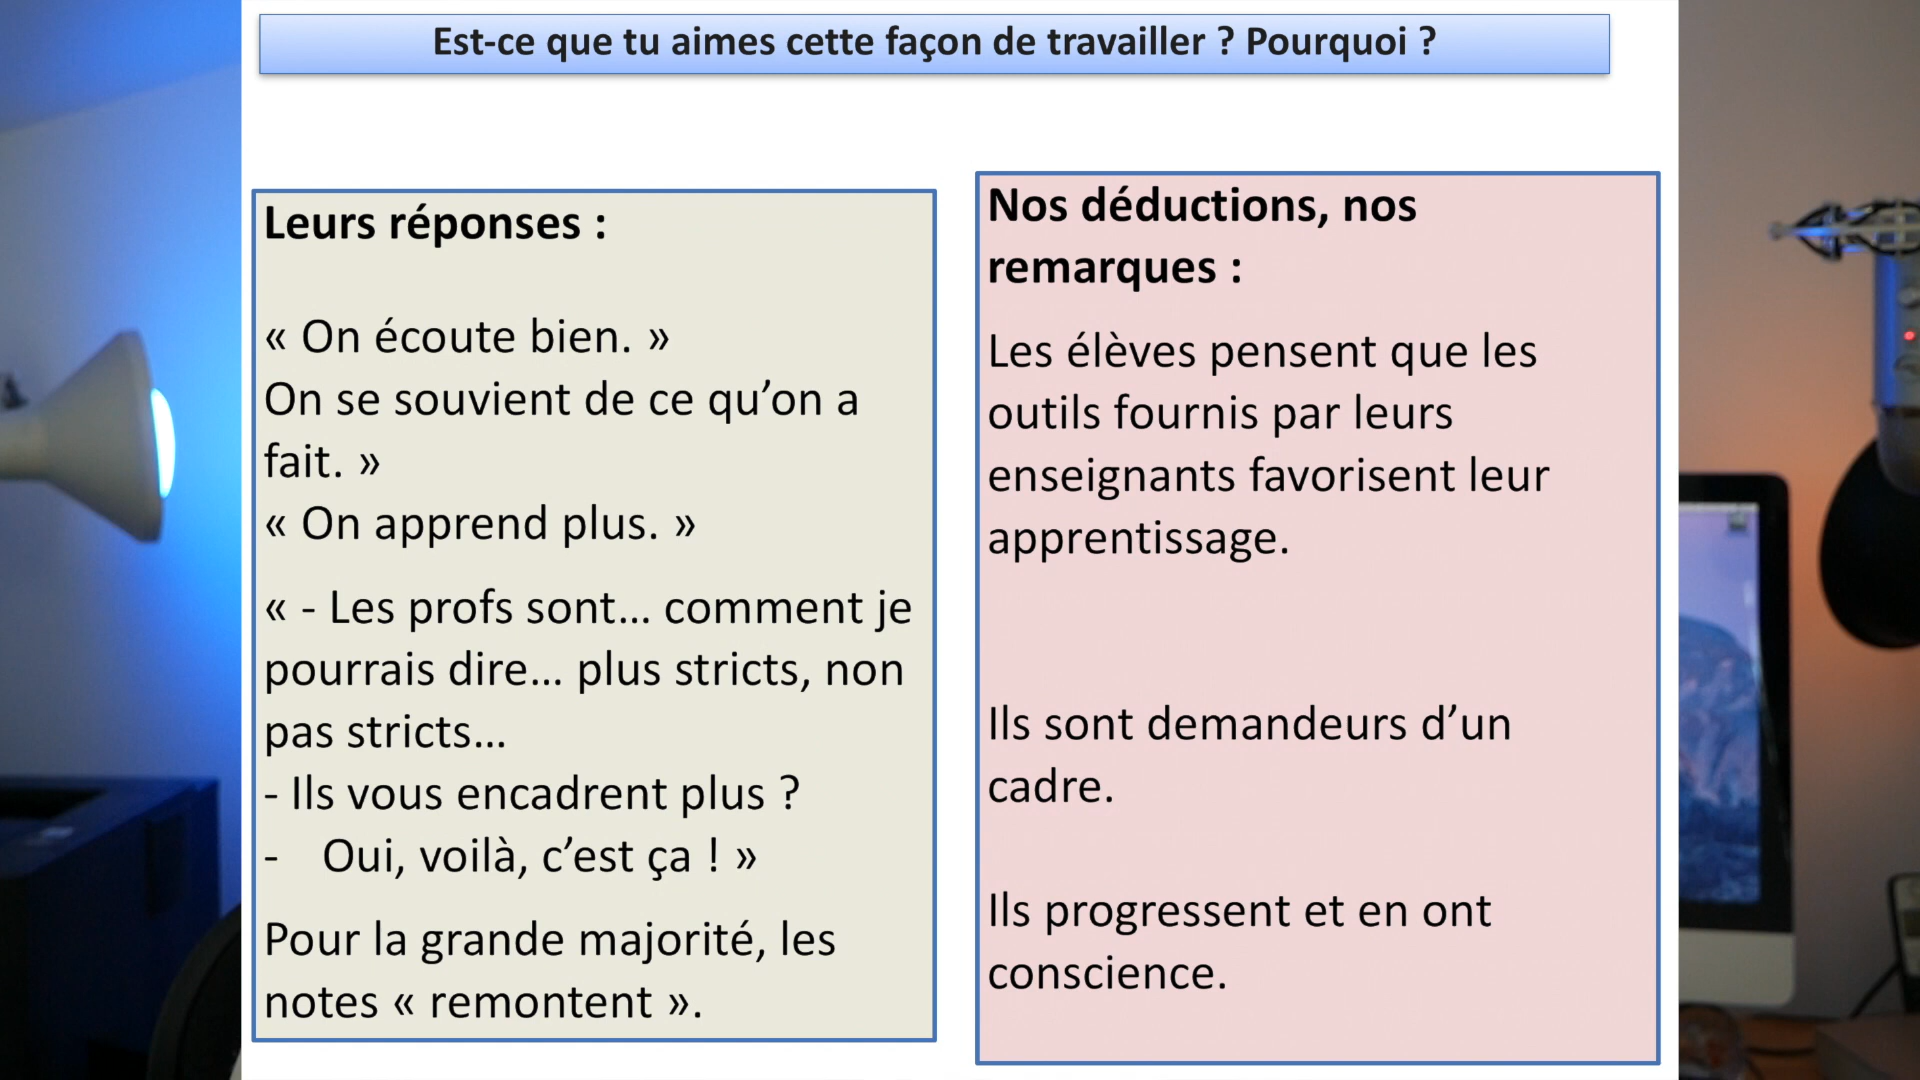 Est-ce que tu aimes cette façon de travailler ? Pourquoi ?
Leurs réponses :
« On écoute bien. »
On se souvient de ce qu’on a
fait. »
« On apprend plus. »
« - Les profs sont… comment je
pourrais dire… plus stricts, non
pas stricts…
- Ils vous encadrent plus ?
- Oui, voilà, c’est ça ! »
Pour la grande majorité, les
notes « remontent ».
Nos déductions, nos
remarques :
Les élèves pensent que les
outils fournis par leurs
enseignants favorisent leur
apprentissage.
Ils sont demandeurs d’un
cadre.
Ils progressent et en ont
conscience.